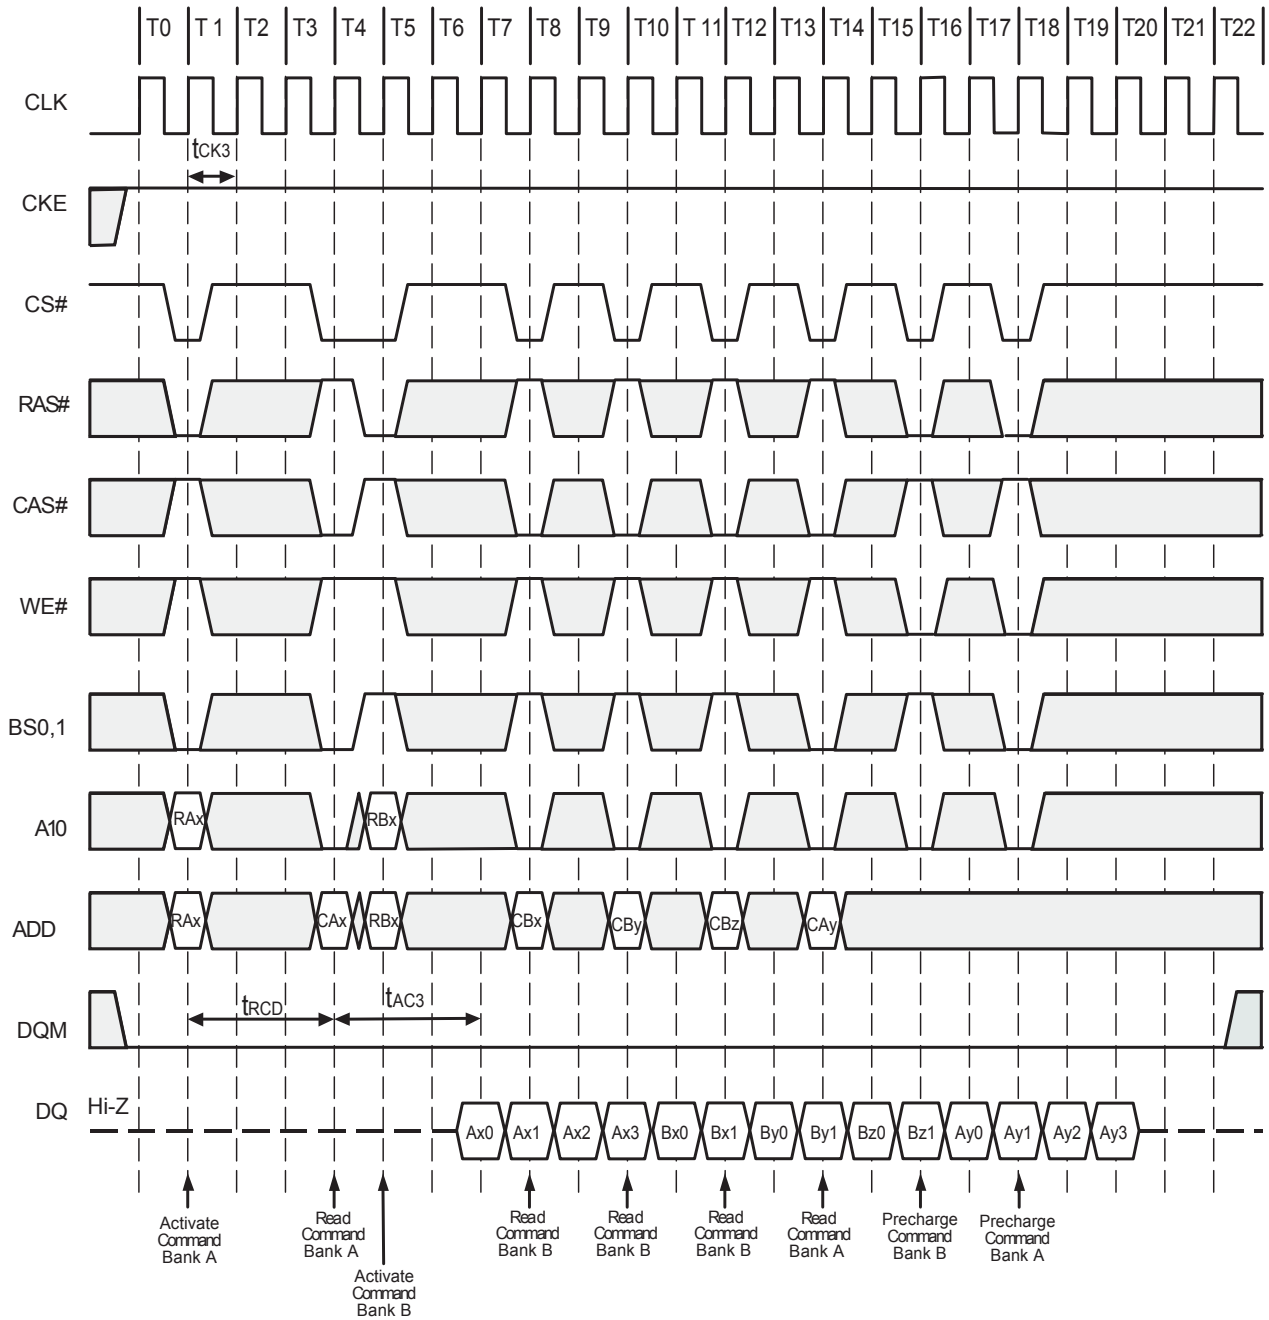 T0 T 1 T2 T3 T4 T5 T6 T7 T8 T9 T10 T 11 T12 T13 T14 T15 T16 T17 T18 T19 T20 T21 T22
CLK
tCK3
CKE
CS#
RAS#
CAS#
WE#
BS0,1
A10
RAx RBx
ADD
RAx CAx RBx CBx CBy CBz CAy
tRCD tAC3
DQM
DQ Hi-Z
Ax0 Ax1 Ax2 Ax3 Bx0 Bx1 By0 By1 Bz0 Bz1 Ay0 Ay1 Ay2 Ay3
Activate
Command
Bank A
Read
Command
Bank A
Activate
Command
Bank B
Read
Command
Bank B
Read
Command
Bank B
Read
Command
Bank B
Read
Command
Bank A
Precharge
Command
Bank B
Precharge
Command
Bank A